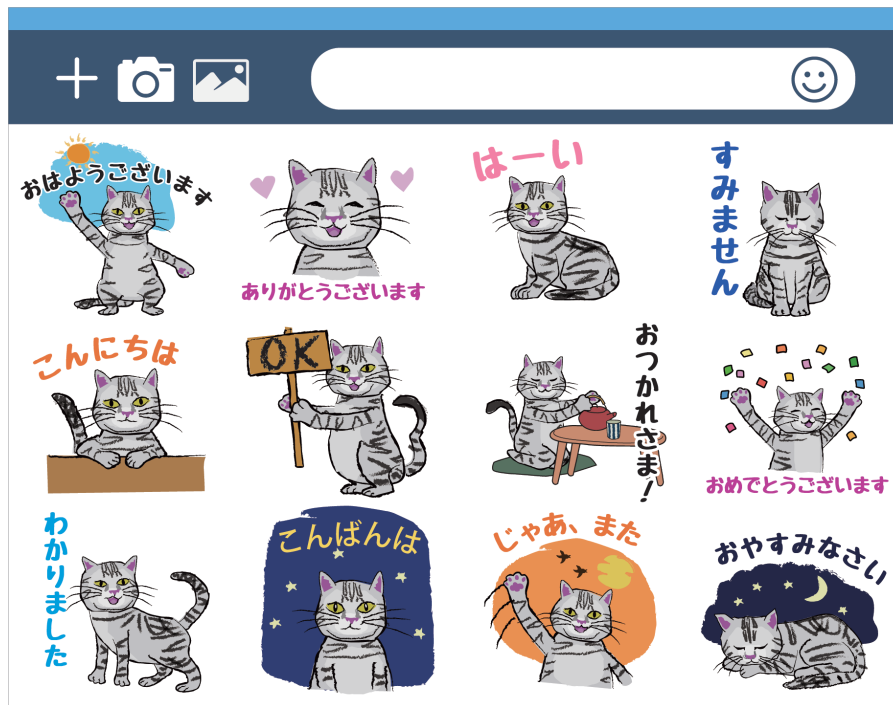 おはようございます
ありがとうございます
はーい
すみません
こんにちは
OK
おつかれさま!
おめでとうございます
わかりました
こんばんは
じゃあ、また
おやすみなさい